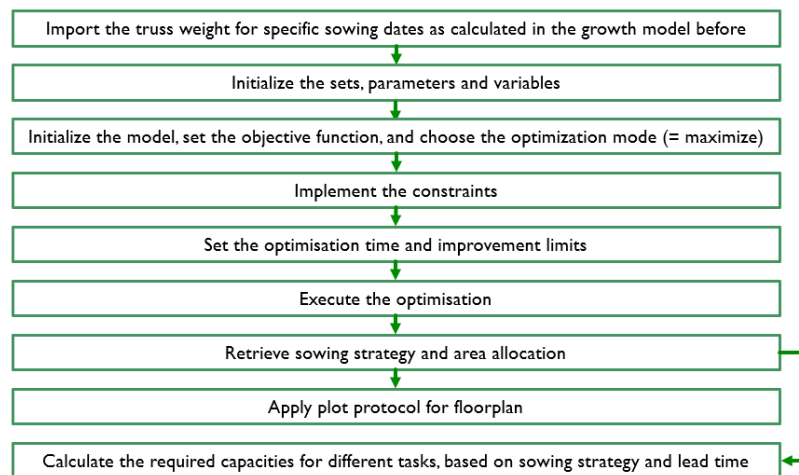 Import the truss weight for specific sowing dates as calculated in the growth model before
Initialize the sets, parameters and variables
Initialize the model, set the objective function, and choose the optimization mode (= maximize)
Implement the constraints
Set the optimisation time and improvement limits
Execute the optimisation
Retrieve sowing strategy and area allocation
Apply plot protocol for floorplan
Calculate the required capacities for different tasks, based on sowing strategy and lead time